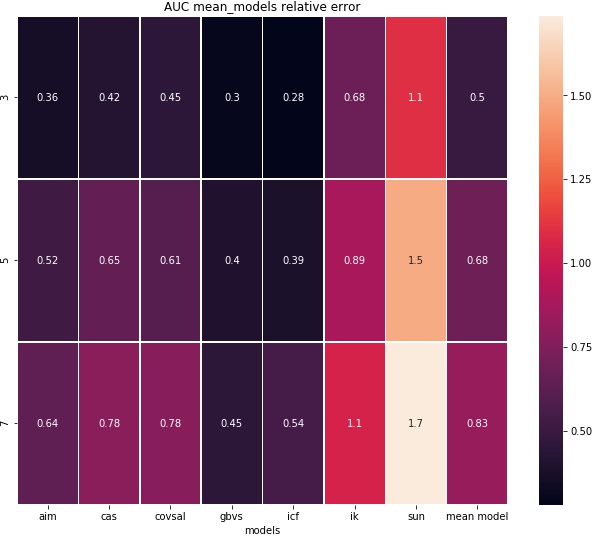 AUC mean_models relative error
3 0.36 0.42 0.45 0.3 0.28 0.68 1.1 0.5
5 0.52 0.65 0.61 0.4 0.39 0.89 1.5 0.68
7 0.64 0.78 0.78 0.45 0.54 1.1 1.7 0.83
aim cas covsal gbvs icf ik sun mean model
models
1.50
1.25
1.00
0.75
0.50